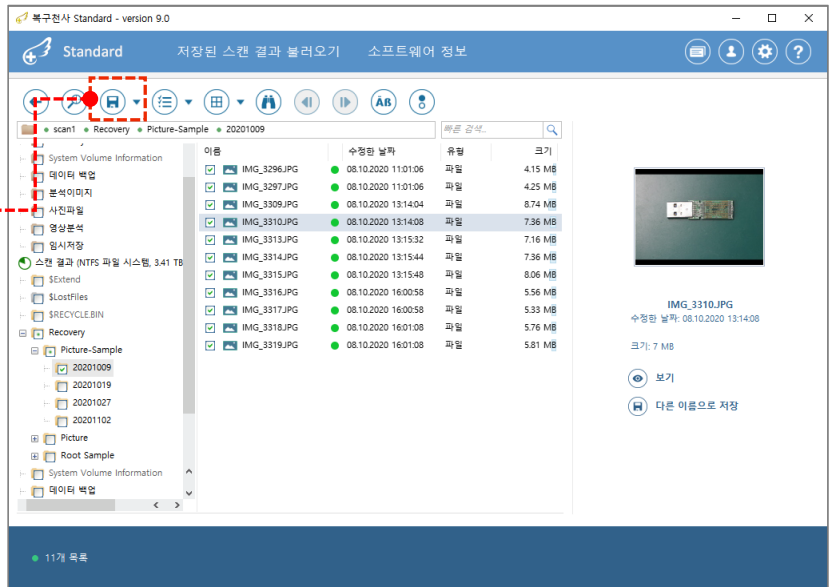 복구천사 Standard - version 9.0
Standard 저장된 스캔 결과 불러오기 소프트웨어 정보
scan1 Recovery Picture-Sample 20201009 빠른 검색..
System Volume Information
데이터 백업
분석이미지
사진파일
영상분석
임시저장
스캔 결과 (NTFS 파일 시스템, 3.41 TB
$Extend
$LostFiles
$RECYCLE.BIN
Recovery
Picture-Sample
20201009
20201019
20201027
20201102
Picture
Root Sample
System Volume Information
데이터 백업
이름 수정한 날짜 유형 크기
IMG_3296.JPG 08.10.2020 11:01:06 파일 4.15 MB
IMG_3297.JPG 08.10.2020 11:01:06 파일 4.25 MB
IMG_3309.JPG 08.10.2020 13:14:04 파일 8.74 MB
IMG_3310.JPG 08.10.2020 13:14:08 파일 7.36 MB
IMG_3313.JPG 08.10.2020 13:15:32 파일 7.16 MB
IMG_3314.JPG 08.10.2020 13:15:44 파일 7.36 MB
IMG_3315.JPG 08.10.2020 13:15:48 파일 8.06 MB
IMG_3316.JPG 08.10.2020 16:00:58 파일 5.56 MB
IMG_3317.JPG 08.10.2020 16:00:58 파일 5.33 MB
IMG_3318.JPG 08.10.2020 16:01:08 파일 5.76 MB
IMG_3319.JPG 08.10.2020 16:01:08 파일 5.81 MB
IMG_3310.JPG
수정한 날짜: 08.10.2020 13:14:08
크기: 7 MB
보기
다른 이름으로 저장
11개 목록